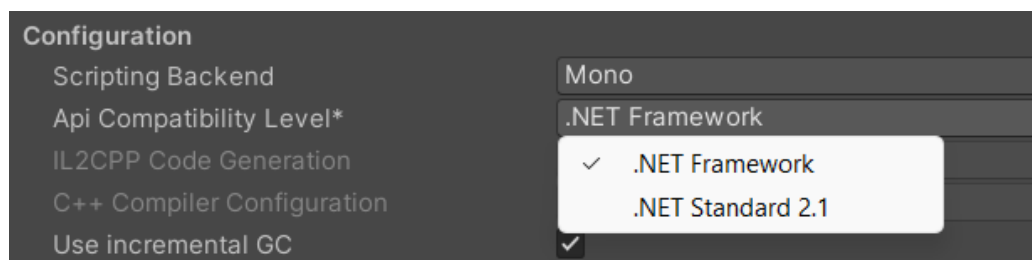 Configuration
Scripting Backend Mono
Api Compatibility Level* .NET Framework
IL2CPP Code Generation .NET Framework
C++ Compiler Configuration .NET Standard 2.1
Use incremental GC